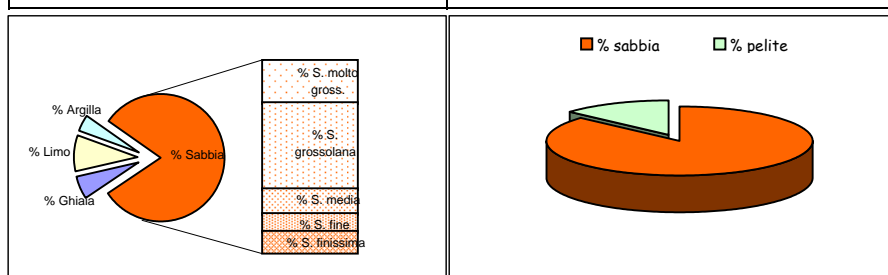 % Argilla
% Limo
% Ghiaia
% Sabbia
% S. molto
gross.
% S.
grossolana
% S. media
% S. fine
% S. finissima
% sabbia
% pelite